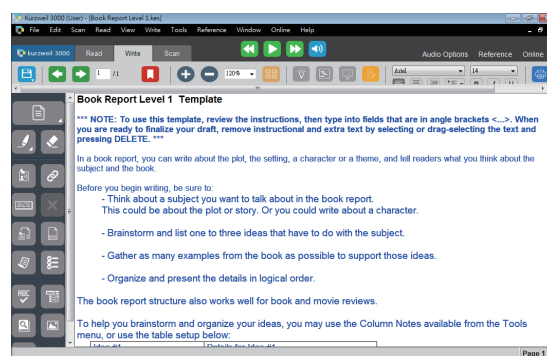 Kurzweil 3000 (User) - [Book Report Level 1.kes]
File Edit Scan Read View Write Tools Reference Window Online Help
kurzweil 3000 Read Write Scan Audio Options Reference Online
1 /1 120% Arial 14
Book Report Level 1 Template
*** NOTE: To use this template, review the instructions, then type into fields that are in angle brackets <...>. When
you are ready to finalize your draft, remove instructional and extra text by selecting or drag-selecting the text and
pressing DELETE. ***
In a book report, you can write about the plot, the setting, a character or a theme, and tell readers what you think about the
subject and the book.
Before you begin writing, be sure to:
- Think about a subject you want to talk about in the book report.
This could be about the plot or story. Or you could write about a character.
- Brainstorm and list one to three ideas that have to do with the subject.
- Gather as many examples from the book as possible to support those ideas.
- Organize and present the details in logical order.
The book report structure also works well for book and movie reviews.
To help you brainstorm and organize your ideas, you may use the Column Notes available from the Tools
menu, or use the table setup below:
Idea #1 Details for Idea #1
ABC
Page 1